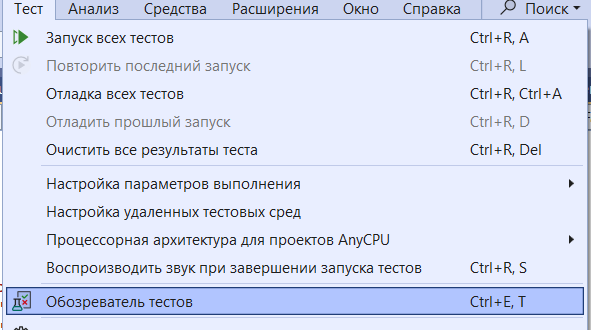 Тест Анализ Средства Расширения Окно Справка Поиск
Запуск всех тестов Ctrl+R, A
Повторить последний запуск Ctrl+R, L
Отладка всех тестов Ctrl+R, Ctrl+A
Отладить прошлый запуск Ctrl+R, D
Очистить все результаты теста Ctrl+R, Del
Настройка параметров выполнения
Настройка удаленных тестовых сред
Процессорная архитектура для проектов AnyCPU
Воспроизводить звук при завершении запуска тестов Ctrl+R, S
Обозреватель тестов Ctrl+E, T